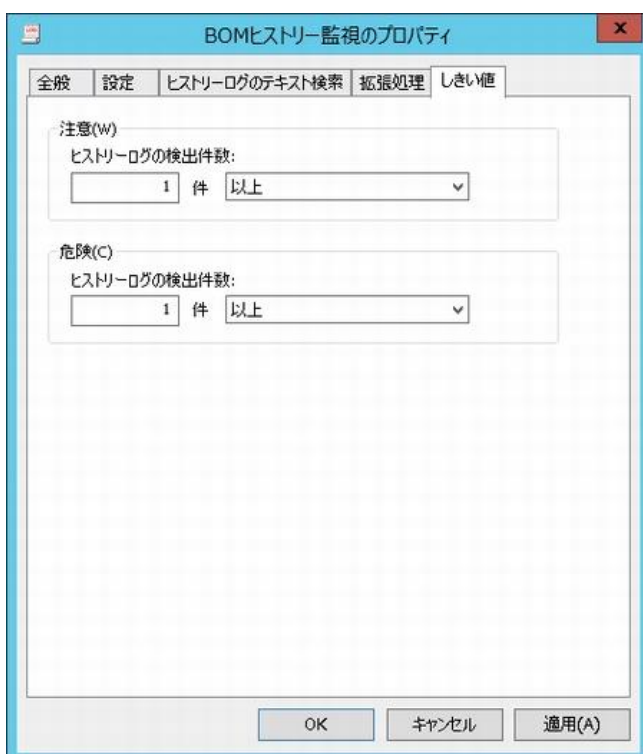 BOMヒストリー監視のプロパティ
x
全般 設定 ヒストリーログのテキスト検索 拡張処理 しきい値
注意(W)
ヒストリーログの検出件数:
1 件 以上
危険(C)
ヒストリーログの検出件数:
1 件 以上
OK キャンセル 適用(A)